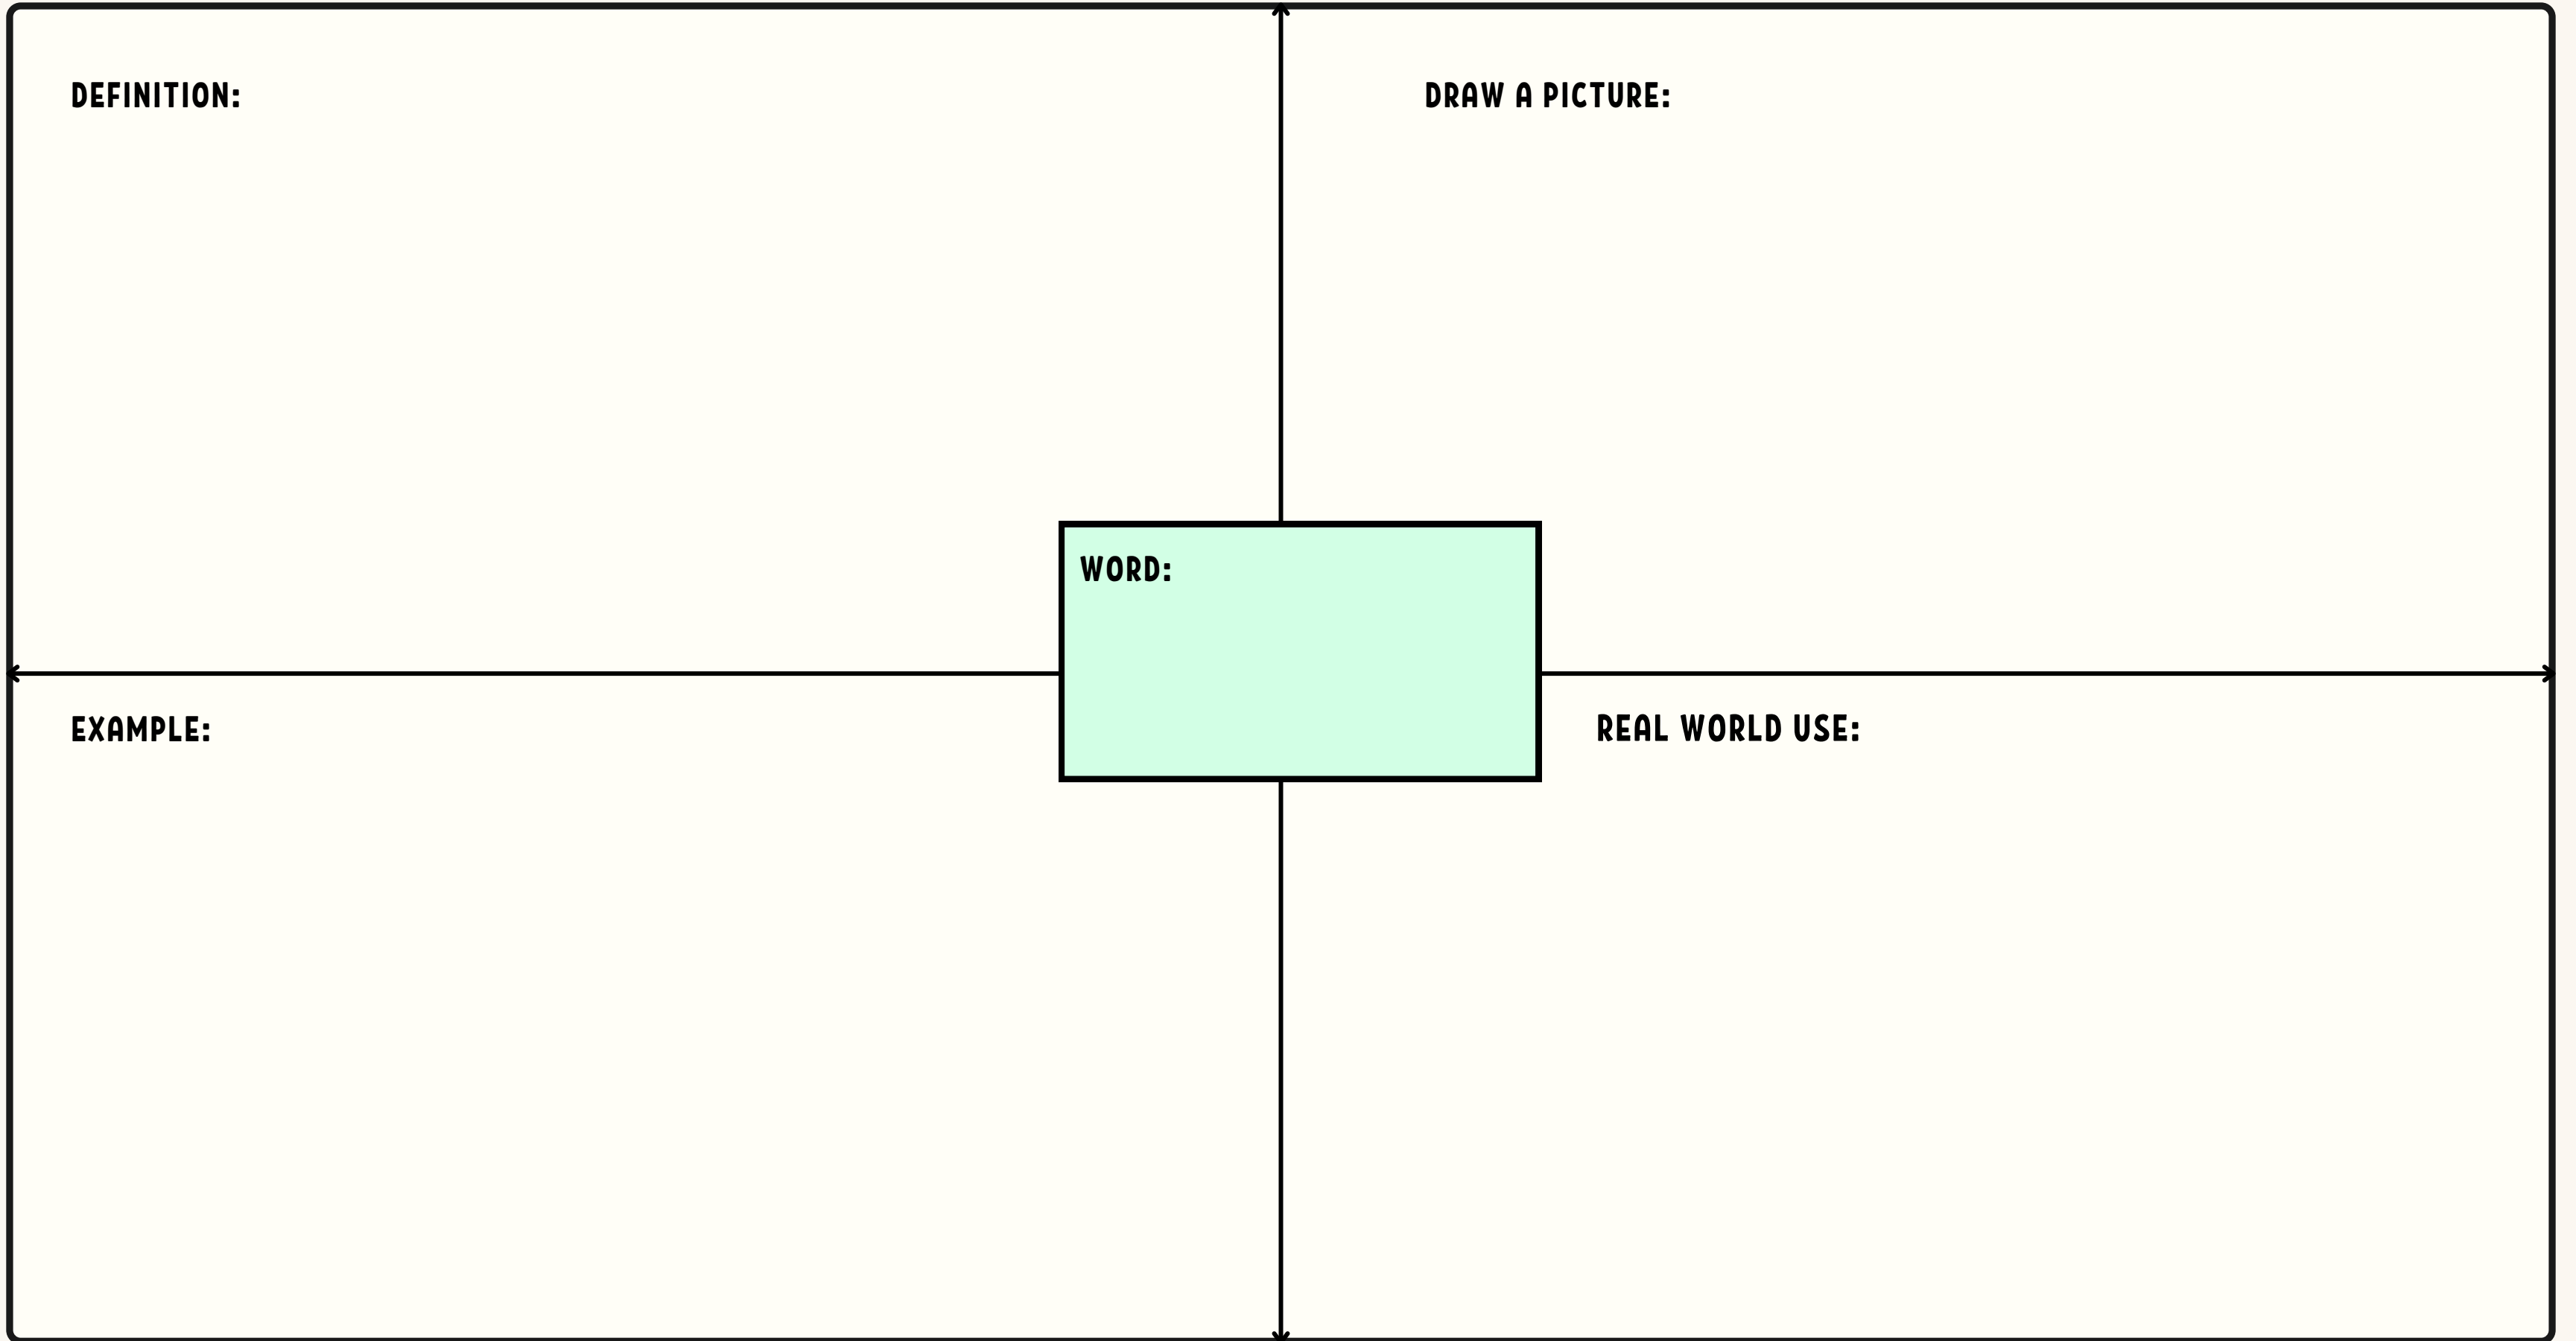 DEFINITION:
DRAW A PICTURE:
WORD:
EXAMPLE:
REAL WORLD USE: